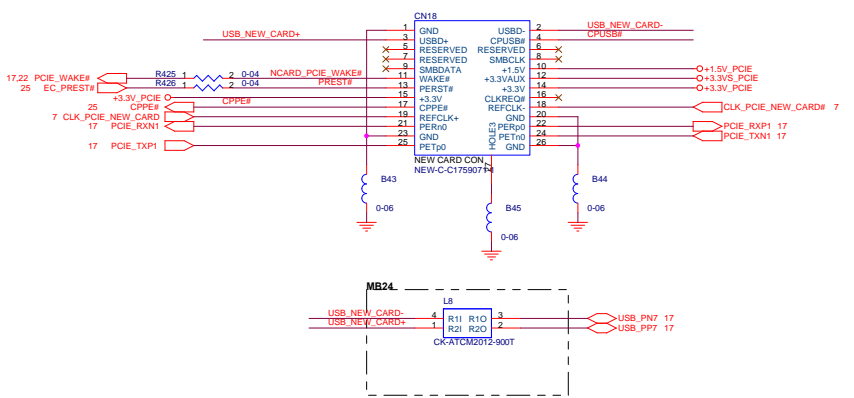 CN18
USB_NEW_CARD+ 1 GND USBD- 2 USB_NEW_CARD-
3 USBD+ CPUSB# 4 CPUSB#
5 RESERVED RESERVED 6
7 RESERVED SMBCLK 8
9 SMBDATA +1.5V 10 +1.5V_PCIE
17,22 PCIE_WAKE# R425 1 2 0-04 NCARD_PCIE_WAKE# 11 WAKE# +3.3VAUX 12 +3.3VS_PCIE
25 EC_PREST# R426 1 2 0-04 PREST# 13 PERST# +3.3V 14 +3.3V_PCIE
+3.3V_PCIE 15 +3.3V CLKREQ# 16
25 CPPE# CPPE# 17 CPPE# REFCLK- 18 CLK_PCIE_NEW_CARD# 7
7 CLK_PCIE_NEW_CARD 19 REFCLK+ GND 20
17 PCIE_RXN1 21 PERn0 PERp0 22 PCIE_RXP1 17
23 GND PETn0 24 PCIE_TXN1 17
17 PCIE_TXP1 25 PETp0 GND 26
HOLE3
27
NEW CARD CON
NEW-C-C17590714
B43
0-06
B45
0-06
B44
0-06
MB24
L8
USB_NEW_CARD- 4 R1I R1O 3 USB_PN7 17
USB_NEW_CARD+ 1 R2I R2O 2 USB_PP7 17
CK-ATCM2012-900T